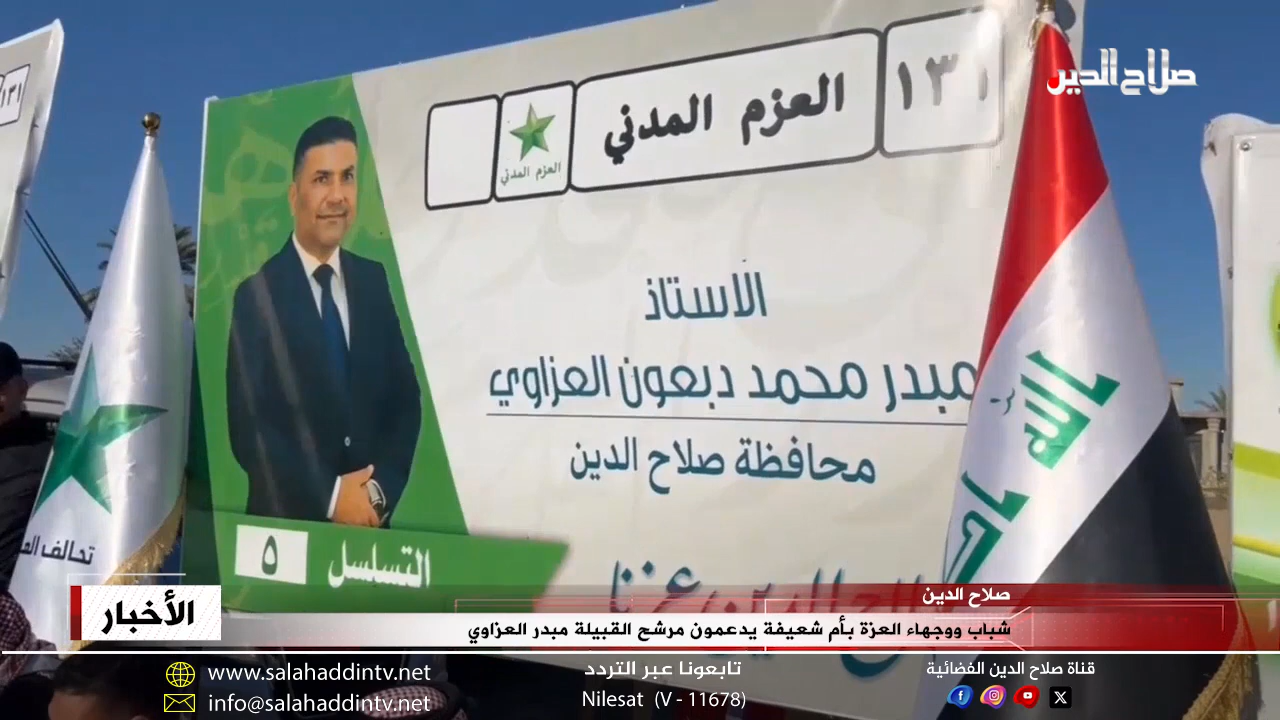 صلاح الدين
١٣١
العزم المدني
العزم المدني
١٣١
الاستاذ
مبدر محمد دبعون العزاوي
محافظة صلاح الدين
التسلسل
٥
الله
تحالف
صلاح الدين
شباب ووجهاء العزة بأم شعيفة يدعمون مرشح القبيلة مبدر العزاوي
الأخبار
قناة صلاح الدين الفضائية
تابعونا عبر التردد
Nilesat (V - 11678)
www.salahaddintv.net
info@salahaddintv.net